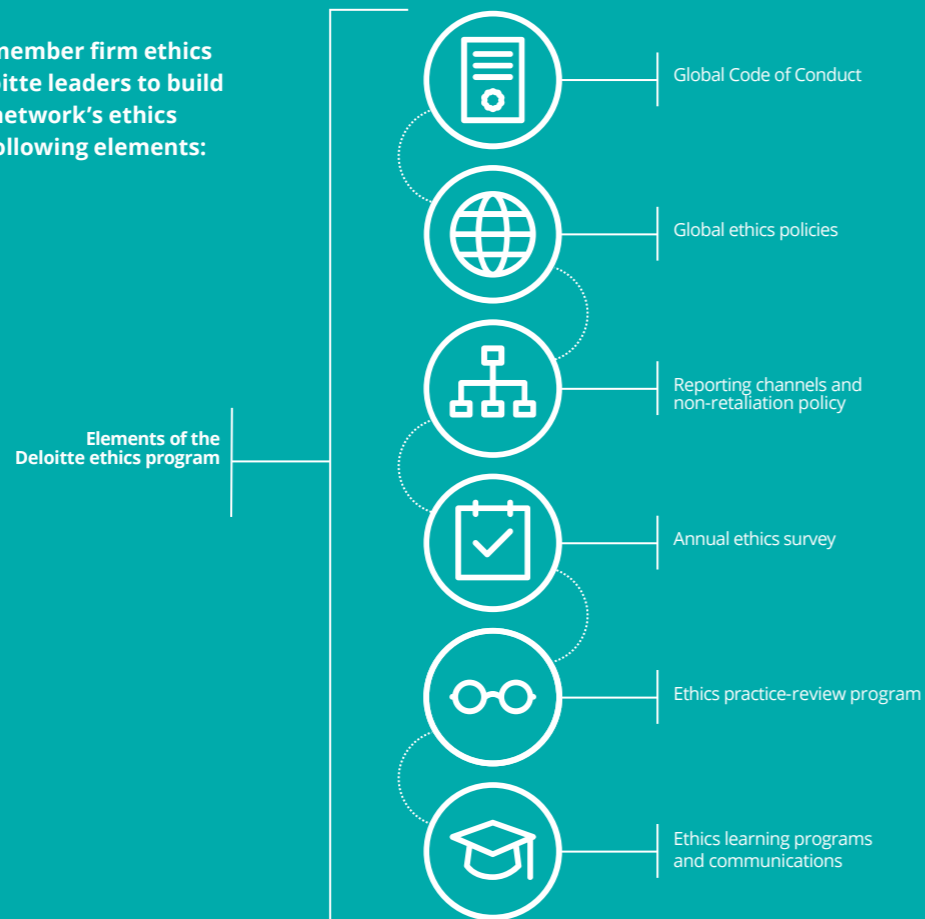 member firm ethics
oitte leaders to build
network's ethics
ollowing elements:
Elements of the
Deloitte ethics program
Global Code of Conduct
Global ethics policies
Reporting channels and
non-retaliation policy
Annual ethics survey
Ethics practice-review program
Ethics learning programs
and communications